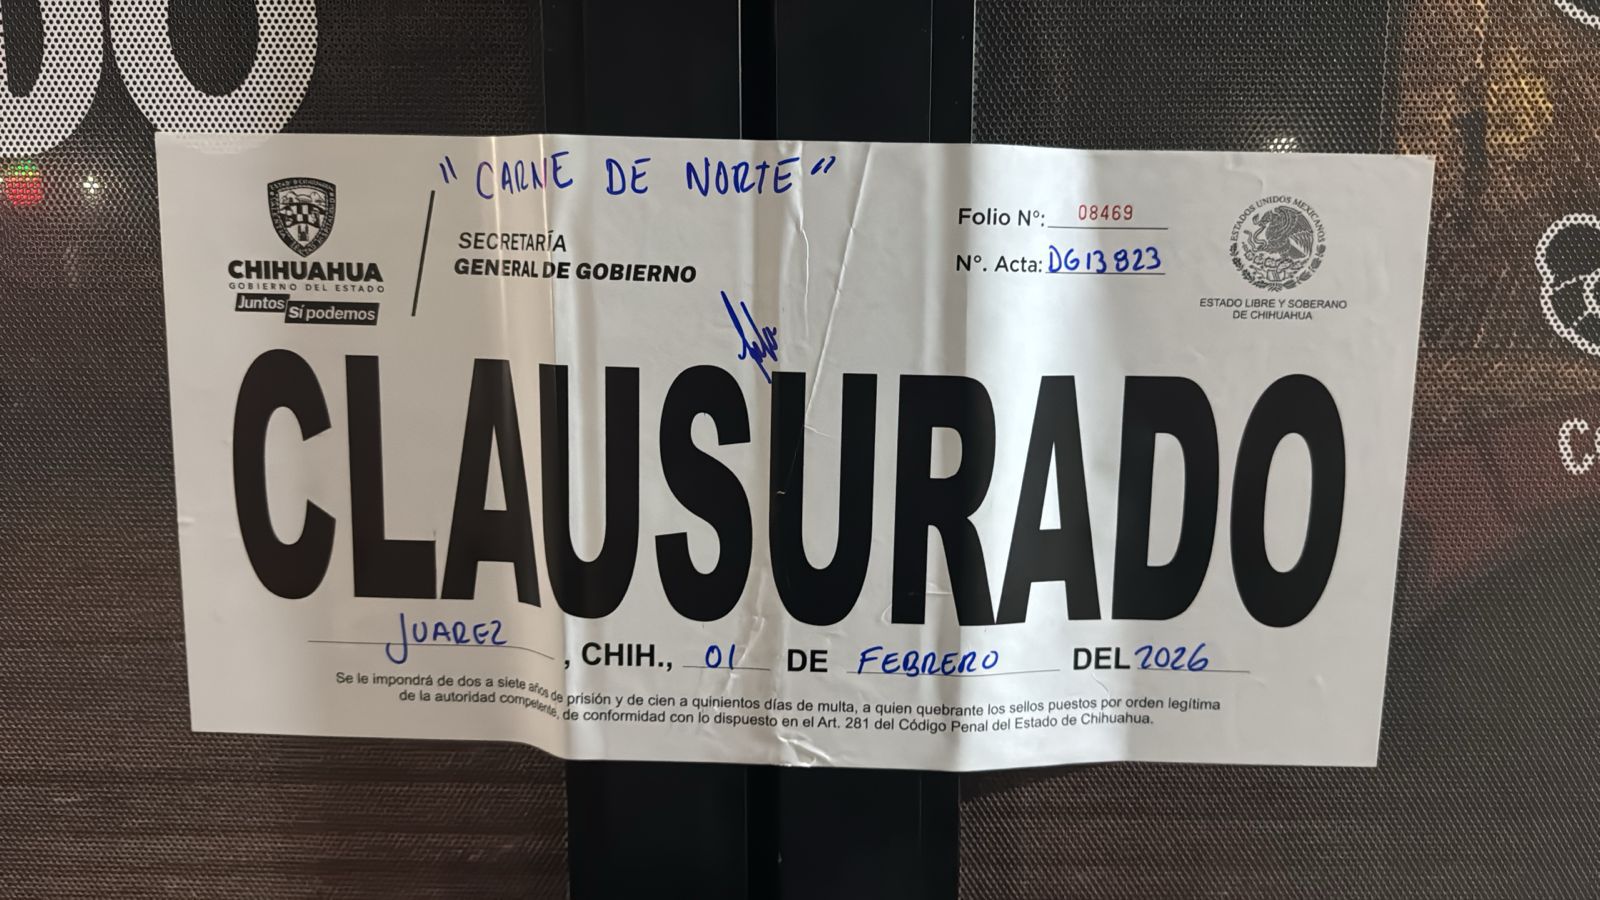 " CARNE DE NORTE "
CHIHUAHUA
GOBIERNO DEL ESTADO
Juntos Sí podemos
SECRETARÍA
GENERAL DE GOBIERNO
Folio Nº: 08469
Nº. Acta: DG13823
ESTADOS UNIDOS MEXICANOS
ESTADO LIBRE Y SOBERANO
DE CHIHUAHUA
CLAUSURADO
JUAREZ, CHIH., 01 DE FEBRERO DEL 2026
Se le impondrá de dos a siete años de prisión y de cien a quinientos días de multa, a quien quebrante los sellos puestos por orden legítima
de la autoridad competente, de conformidad con lo dispuesto en el Art. 281 del Código Penal del Estado de Chihuahua.